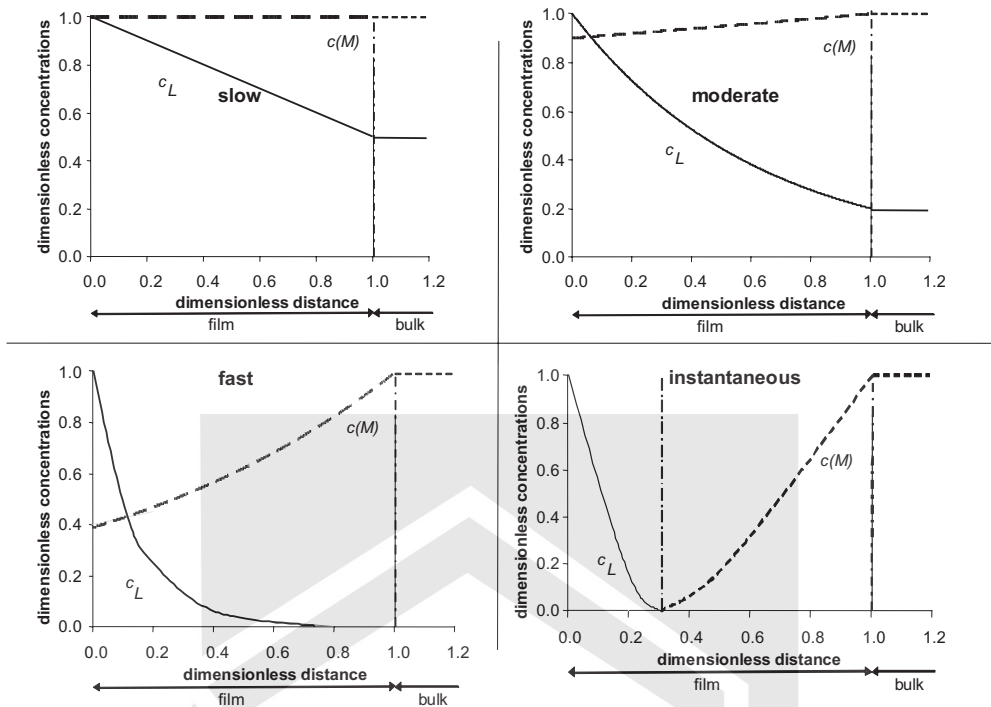 1.0
0.8
0.6
0.4
0.2
0.0
dimensionless concentrations
c(M)
c_L
slow
0.0 0.2 0.4 0.6 0.8 1.0 1.2
dimensionless distance
film bulk
1.0
0.8
0.6
0.4
0.2
0.0
dimensionless concentrations
c(M)
moderate
c_L
0.0 0.2 0.4 0.6 0.8 1.0 1.2
dimensionless distance
film bulk
1.0
0.8
0.6
0.4
0.2
0.0
dimensionless concentrations
fast
c(M)
c_L
0.0 0.2 0.4 0.6 0.8 1.0 1.2
dimensionless distance
film bulk
1.0
0.8
0.6
0.4
0.2
0.0
dimensionless concentrations
instantaneous
c(M)
c_L
0.0 0.2 0.4 0.6 0.8 1.0 1.2
dimensionless distance
film bulk